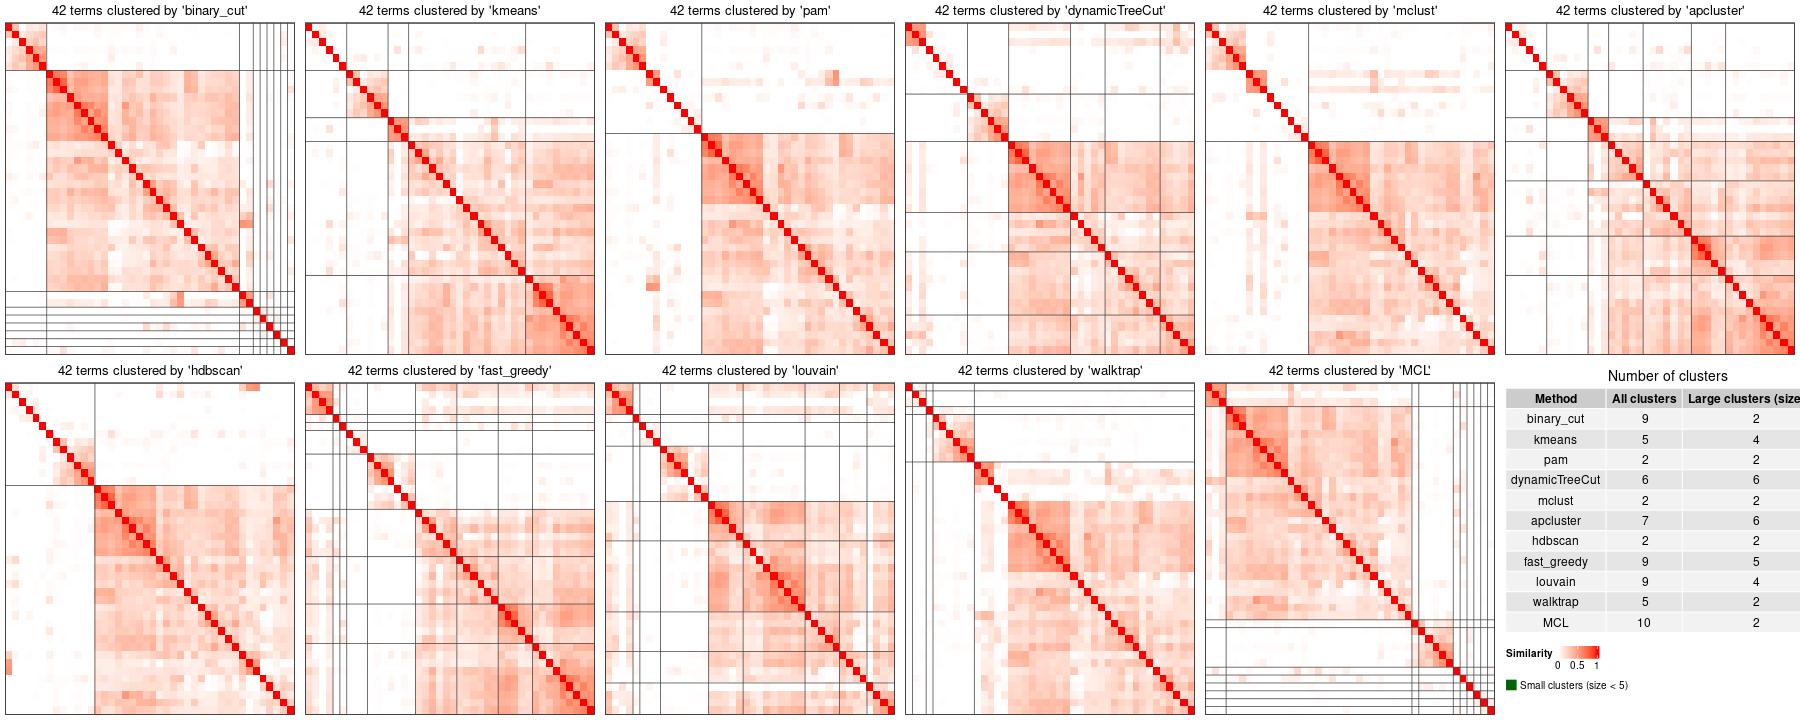 42 terms clustered by 'binary_cut'
42 terms clustered by 'kmeans'
42 terms clustered by 'pam'
42 terms clustered by 'dynamicTreeCut'
42 terms clustered by 'mclust'
42 terms clustered by 'apcluster'
42 terms clustered by 'hdbscan'
42 terms clustered by 'fast_greedy'
42 terms clustered by 'louvain'
42 terms clustered by 'walktrap'
42 terms clustered by 'MCL'
Number of clusters
Method All clusters Large clusters (size
binary_cut 9 2
kmeans 5 4
pam 2 2
dynamicTreeCut 6 6
mclust 2 2
apcluster 7 6
hdbscan 2 2
fast_greedy 9 5
louvain 9 4
walktrap 5 2
MCL 10 2
Similarity
0 0.5 1
Small clusters (size < 5)